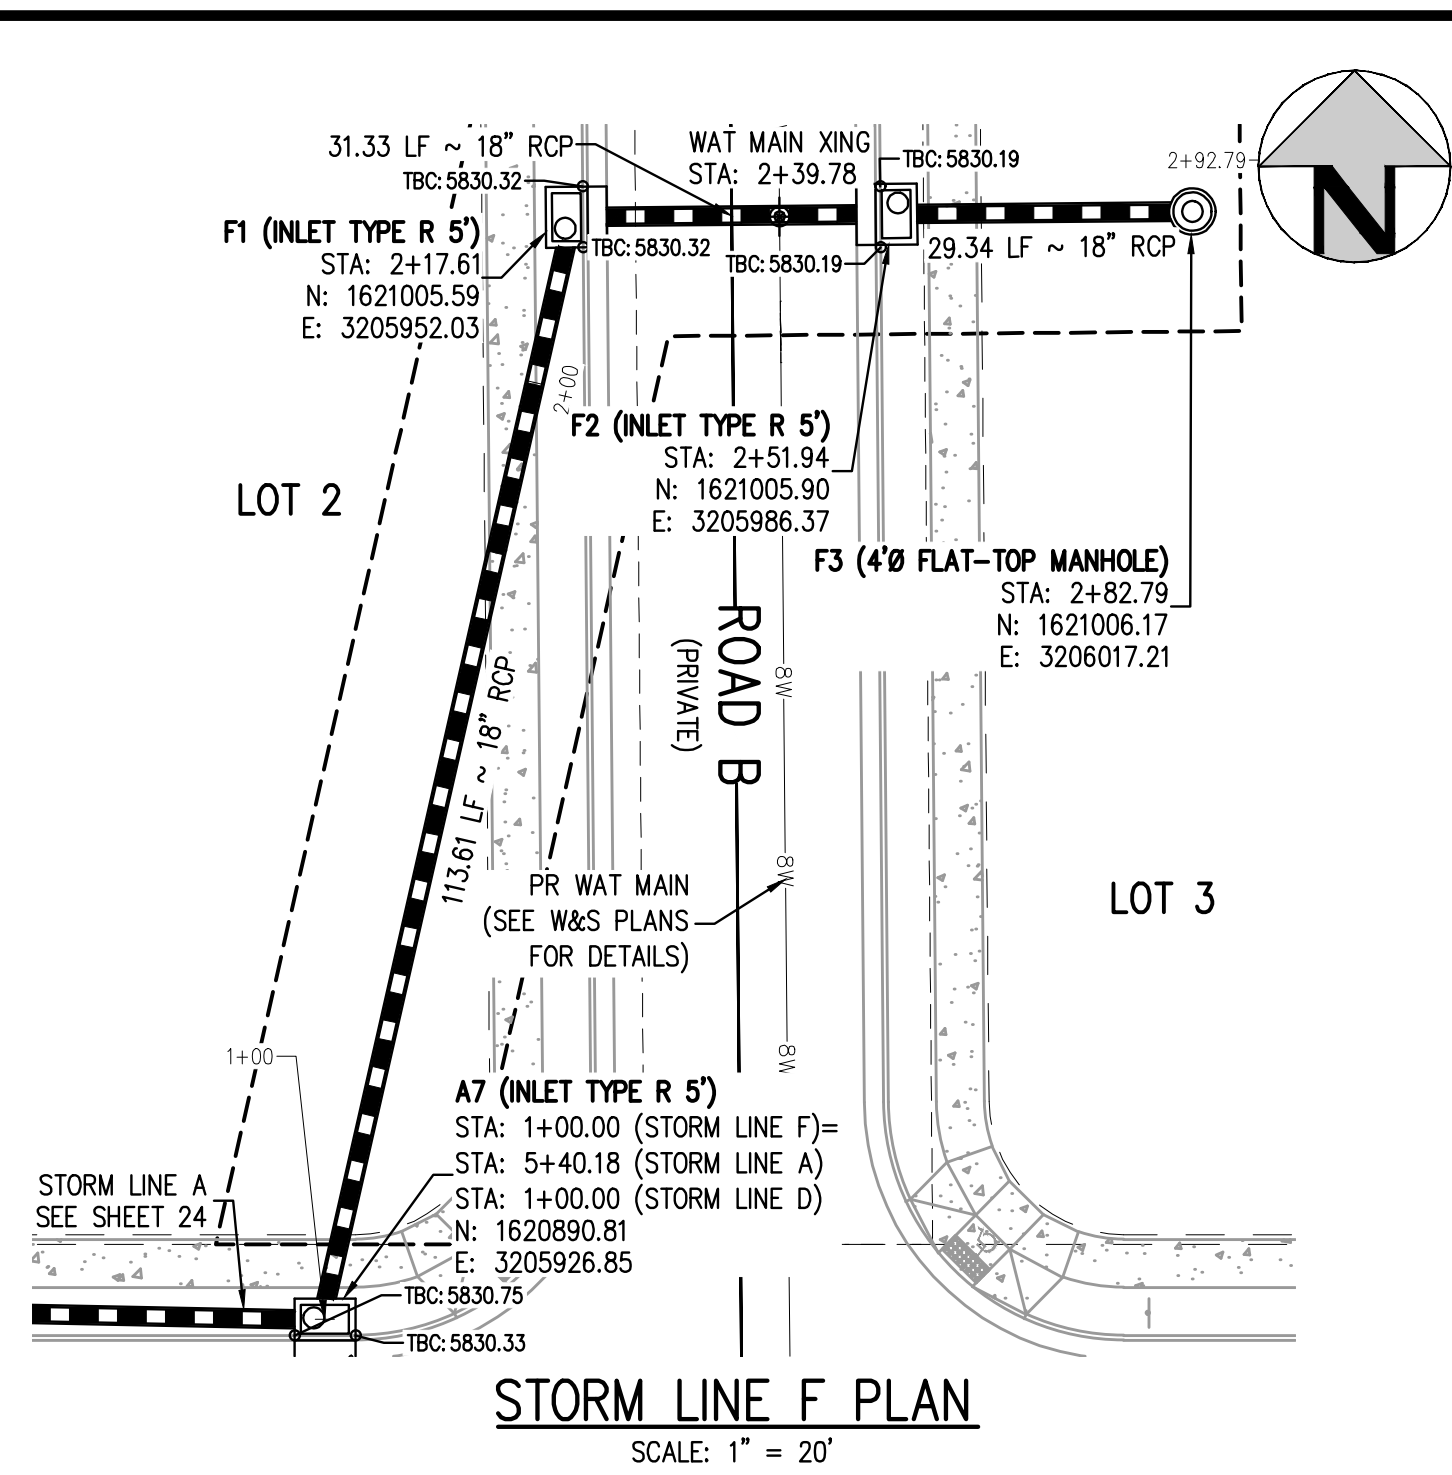 31.33 LF ~ 18" RCP
WAT MAIN XING
STA: 2+39.78
TBC: 5830.19
2+92.79
N
TBC: 5830.32
F1 (INLET TYPE R 5')
STA: 2+17.61
N: 1621005.59
E: 3205952.03
TBC: 5830.32
TBC: 5830.19
29.34 LF ~ 18" RCP
2+00
F2 (INLET TYPE R 5')
STA: 2+51.94
N: 1621005.90
E: 3205986.37
LOT 2
F3 (4'Ø FLAT-TOP MANHOLE)
STA: 2+82.79
N: 1621006.17
E: 3206017.21
ROAD B
(PRIVATE)
8W
113.61 LF ~ 18" RCP
8W
PR WAT MAIN
(SEE W&S PLANS
FOR DETAILS)
LOT 3
8W
1+00
A7 (INLET TYPE R 5')
STA: 1+00.00 (STORM LINE F)=
STA: 5+40.18 (STORM LINE A)
STA: 1+00.00 (STORM LINE D)
N: 1620890.81
E: 3205926.85
STORM LINE A
SEE SHEET 24
TBC: 5830.75
TBC: 5830.33
STORM LINE F PLAN
SCALE: 1" = 20'